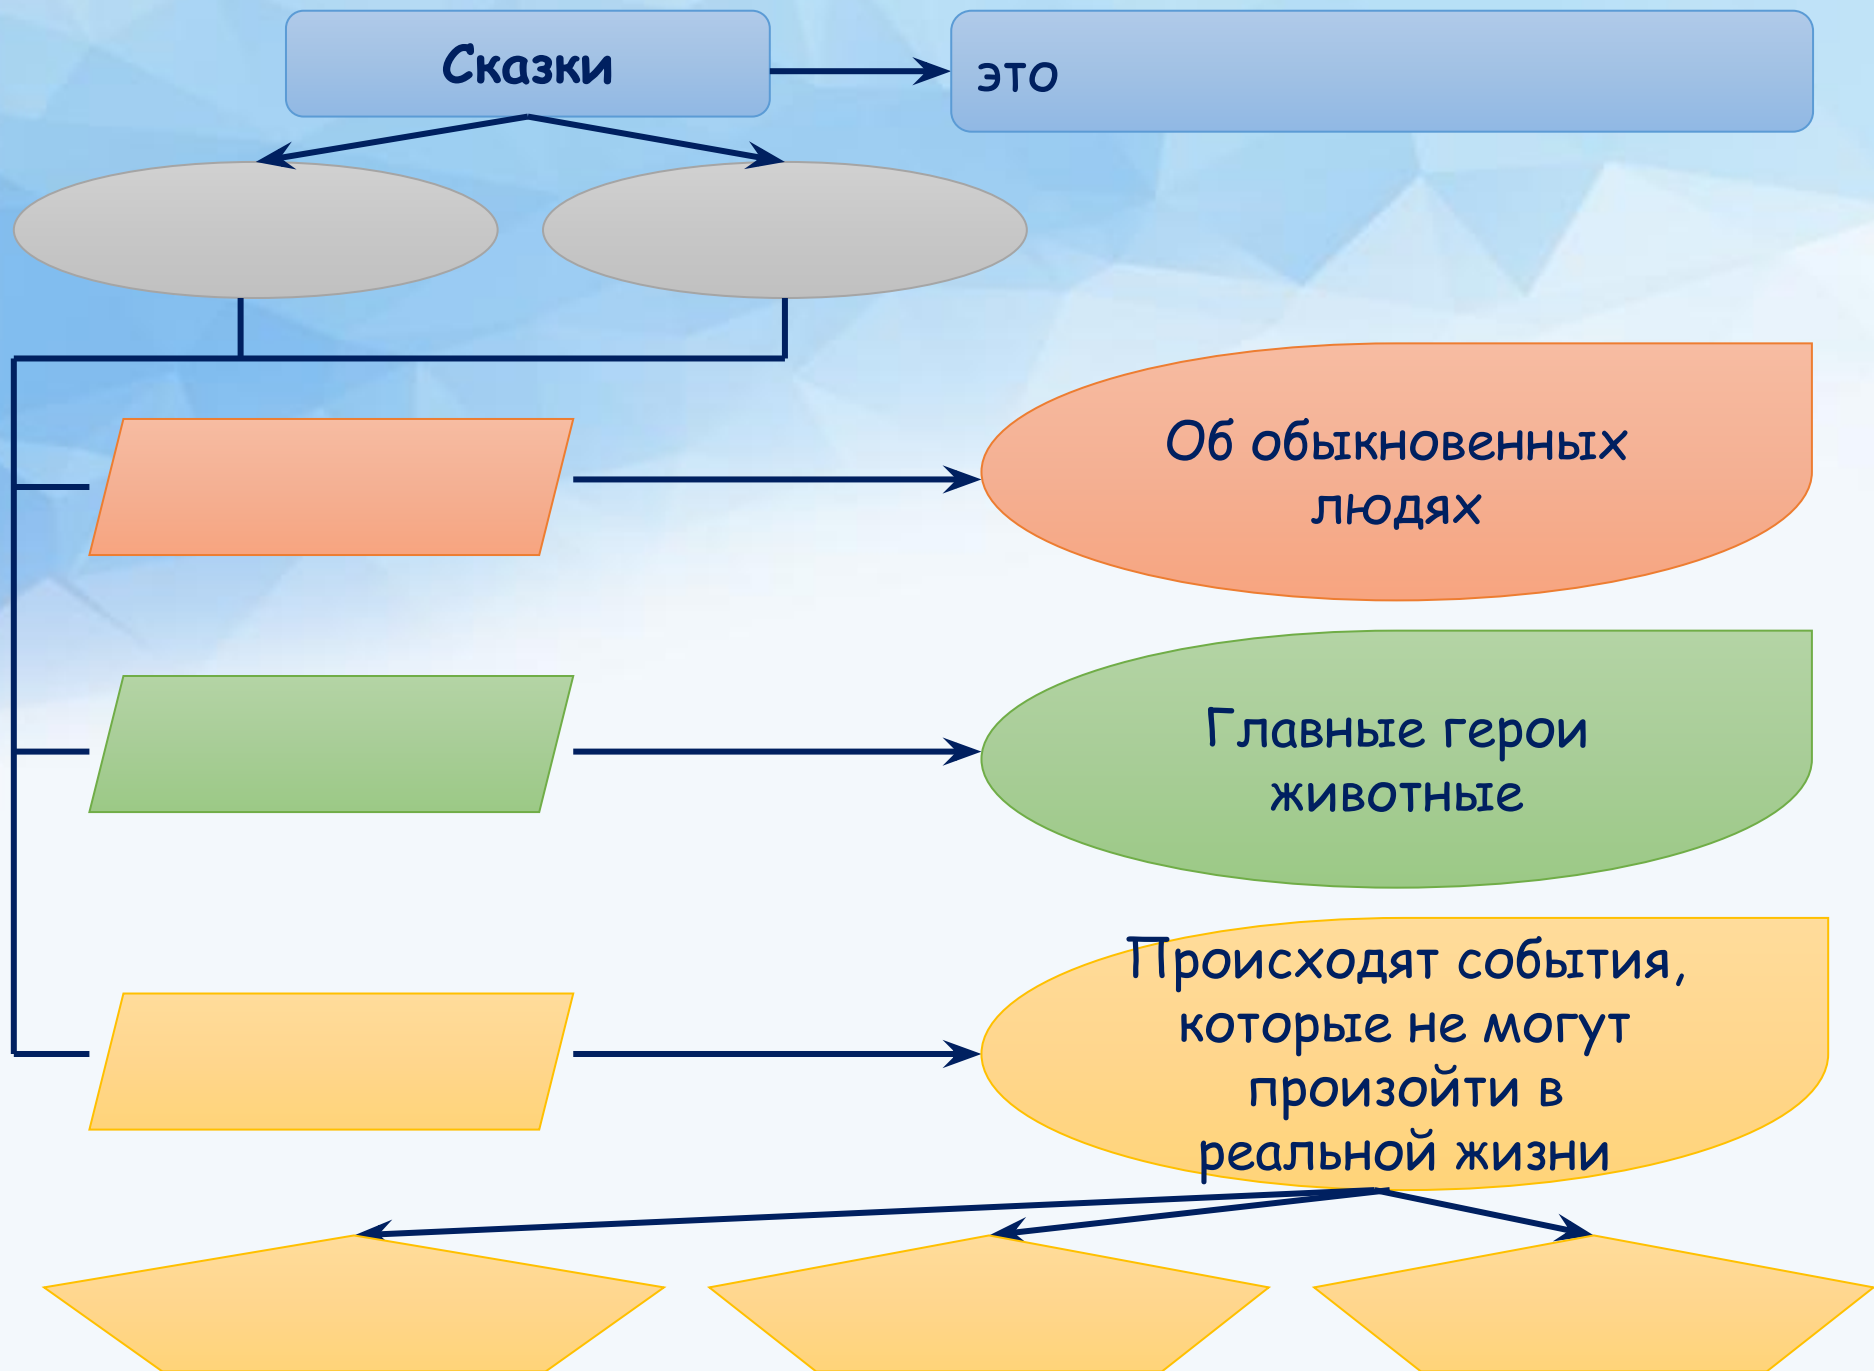 Сказки
это
Об обыкновенных
людях
Главные герои
животные
Происходят события,
которые не могут
произойти в
реальной жизни